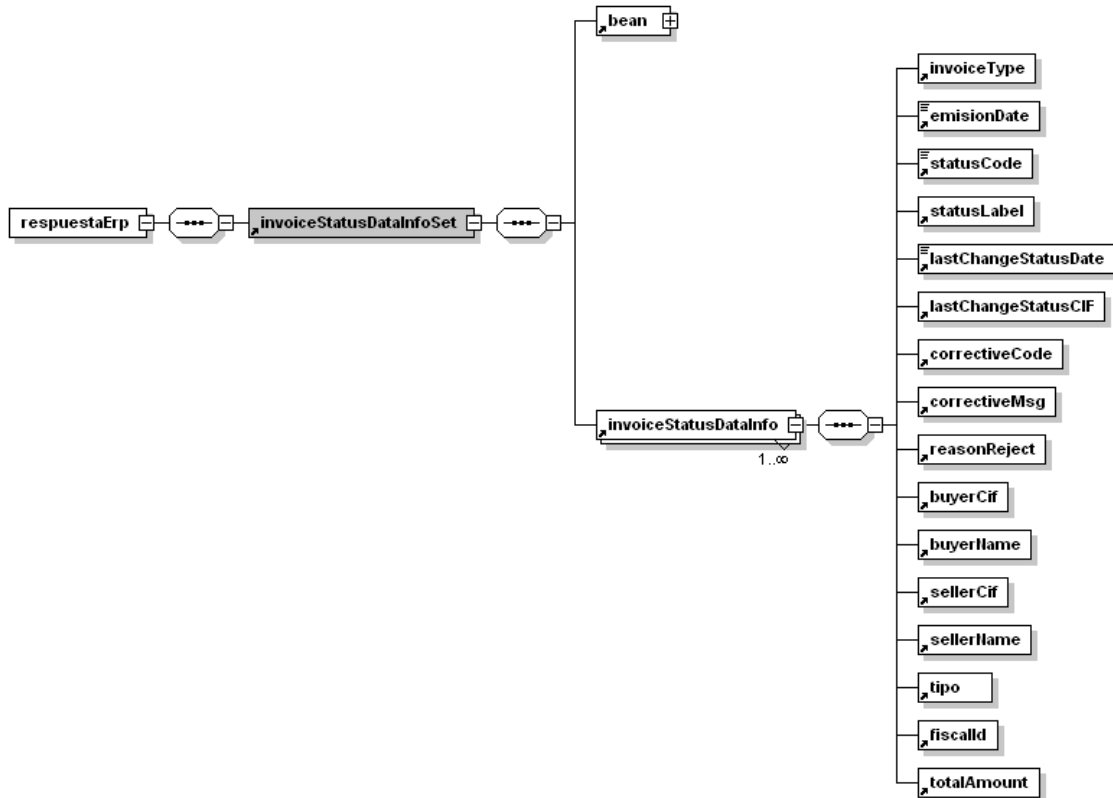 bean
invoiceType
emisionDate
statusCode
respuestaErp
invoiceStatusDataInfoSet
statusLabel
lastChangeStatusDate
lastChangeStatusCIF
correctiveCode
correctiveMsg
invoiceStatusDataInfo
1..∞
reasonReject
buyerCif
buyerName
sellerCif
sellerName
tipo
fiscalId
totalAmount